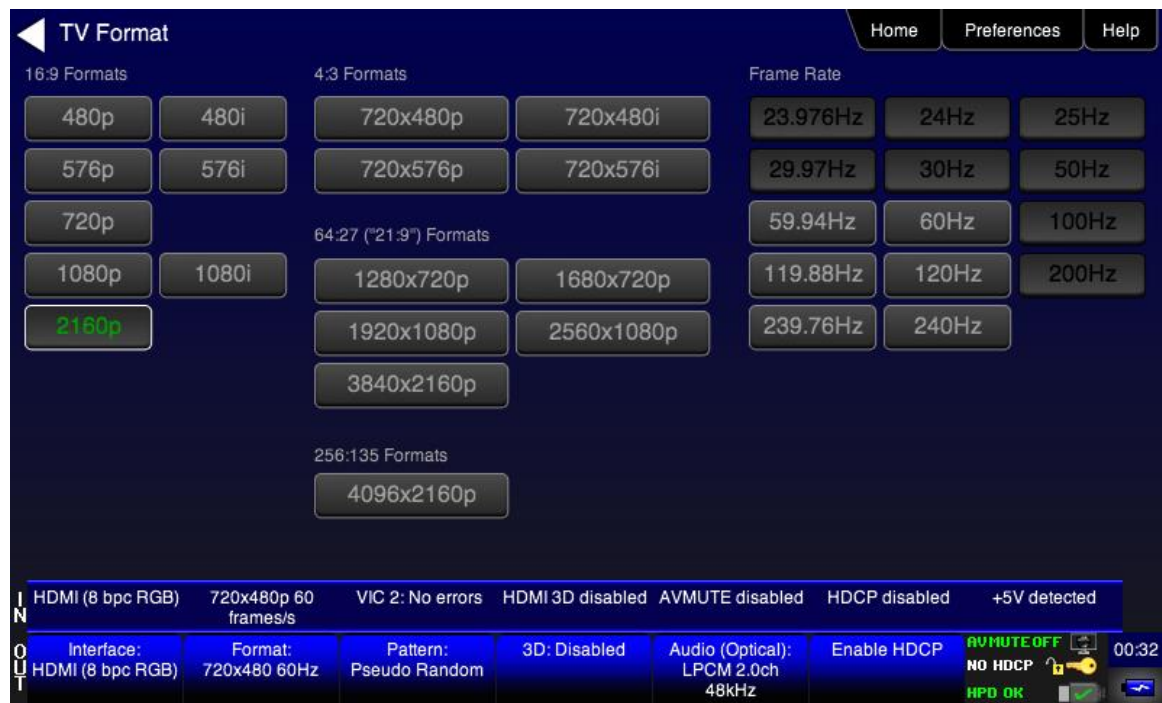 TV Format
Home Preferences Help
16:9 Formats 4:3 Formats Frame Rate
480p 480i 720x480p 720x480i 23.976Hz 24Hz 25Hz
576p 576i 720x576p 720x576i 29.97Hz 30Hz 50Hz
720p 59.94Hz 60Hz 100Hz
64:27 ("21:9") Formats
1080p 1080i 1280x720p 1680x720p 119.88Hz 120Hz 200Hz
2160p 1920x1080p 2560x1080p 239.76Hz 240Hz
3840x2160p
256:135 Formats
4096x2160p
IN HDMI (8 bpc RGB) 720x480p 60 VIC 2: No errors HDMI 3D disabled AVMUTE disabled HDCP disabled +5V detected
frames/s
OUT Interface: Format: Pattern: 3D: Disabled Audio (Optical): Enable HDCP AVMUTEOFF 00:32
HDMI (8 bpc RGB) 720x480 60Hz Pseudo Random LPCM 2.0ch NO HDCP
48kHz HPD OK